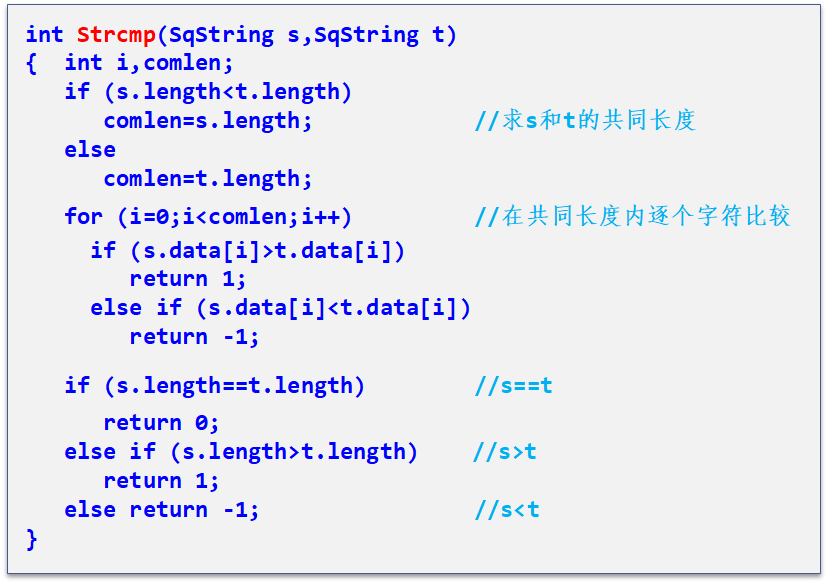 int Strcmp(SqString s,SqString t)
{  int i,comlen;
   if (s.length<t.length)
      comlen=s.length;            //求s和t的共同长度
   else
      comlen=t.length;
   for (i=0;i<comlen;i++)         //在共同长度内逐个字符比较
     if (s.data[i]>t.data[i])
        return 1;
     else if (s.data[i]<t.data[i])
        return -1;
   if (s.length==t.length)        //s==t
      return 0;
   else if (s.length>t.length)    //s>t
      return 1;
   else return -1;                //s<t
}